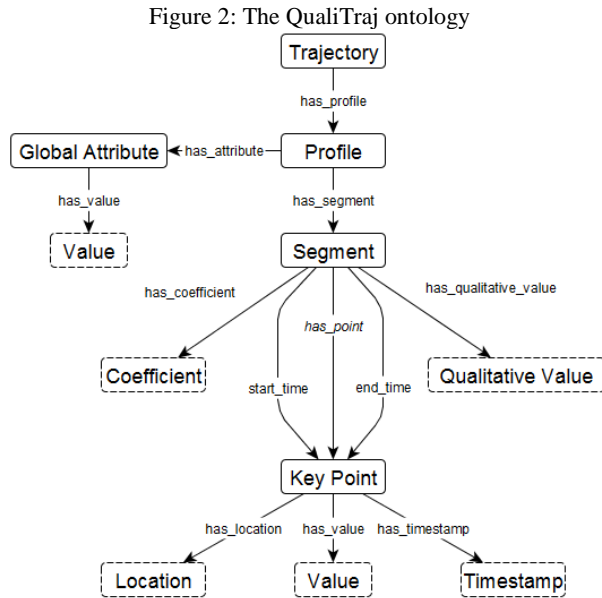 Figure 2: The QualiTraj ontology
Trajectory
has_profile
Global Attribute
has_attribute
Profile
has_value
has_segment
Value
Segment
has_coefficient
has_qualitative_value
has_point
Coefficient
start_time
end_time
Qualitative Value
Key Point
has_location
has_value
has_timestamp
Location
Value
Timestamp